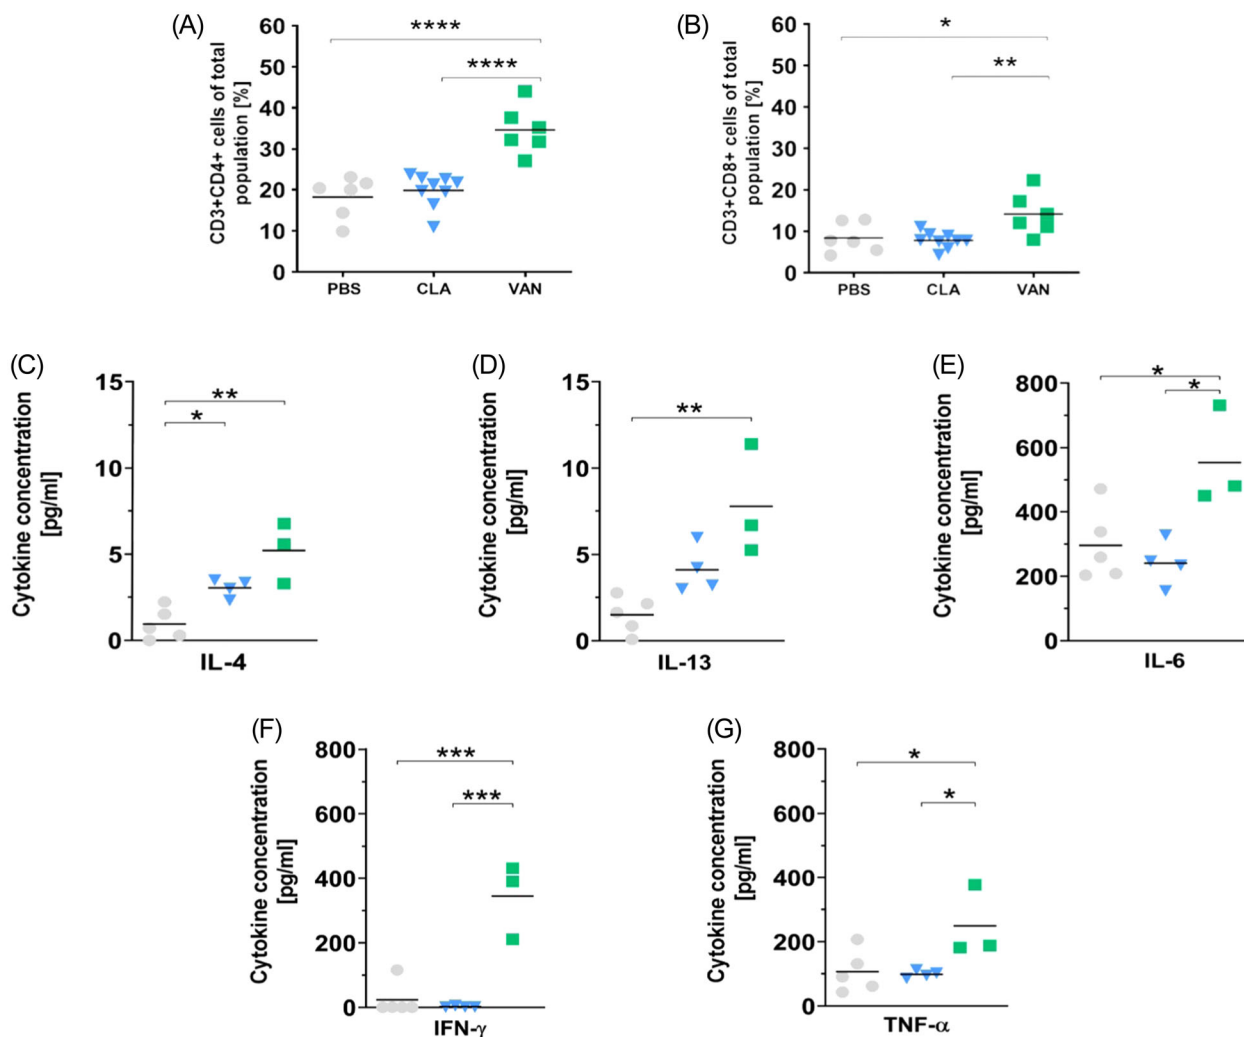 (A)
CD3+CD4+ cells of total
population [%]
60
50
40
30
20
10
0
****
****
PBS CLA VAN
(B)
CD3+CD8+ cells of total
population [%]
60
50
40
30
20
10
0
*
**
PBS CLA VAN
(C)
Cytokine concentration
[pg/ml]
15
10
5
0
**
*
IL-4
(D)
Cytokine concentration
[pg/ml]
15
10
5
0
**
IL-13
(E)
Cytokine concentration
[pg/ml]
800
600
400
200
0
*
*
IL-6
(F)
Cytokine concentration
[pg/ml]
800
600
400
200
0
***
***
IFN-γ
(G)
Cytokine concentration
[pg/ml]
800
600
400
200
0
*
*
TNF-α